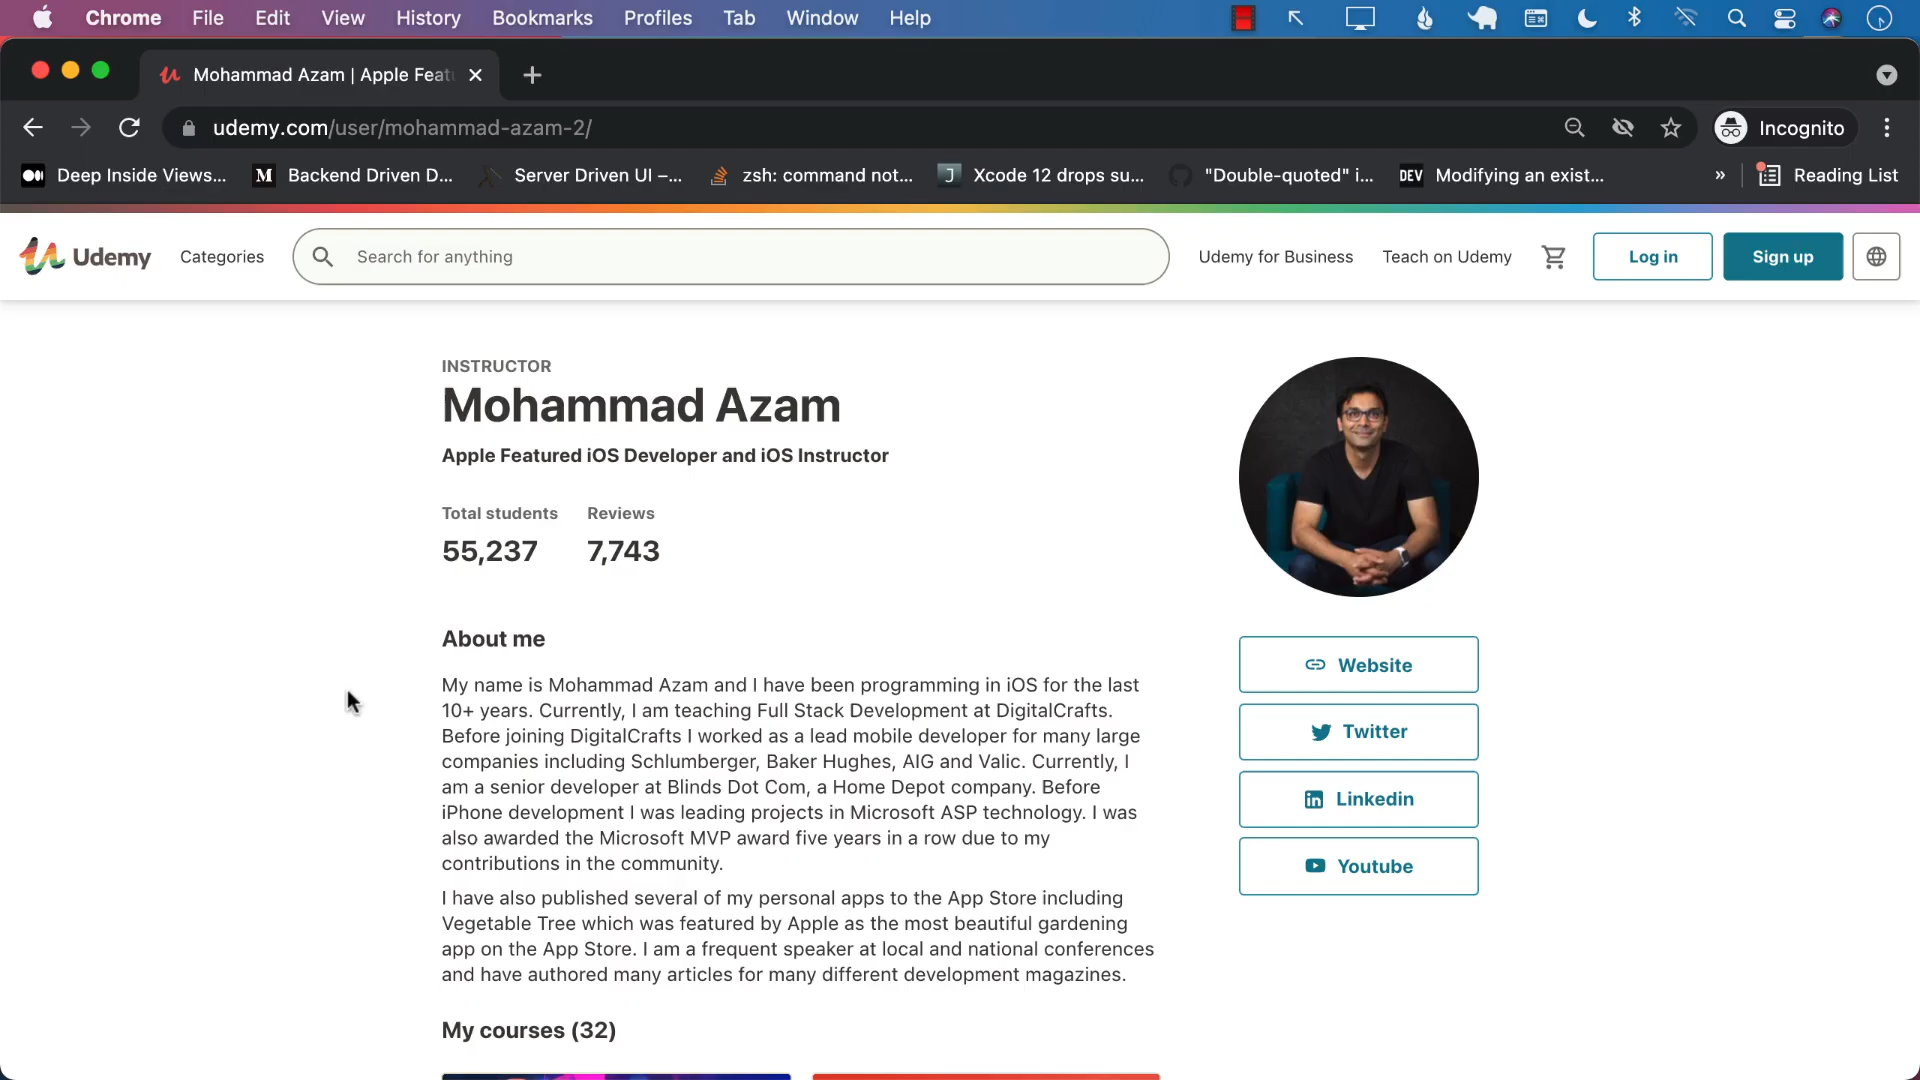 Chrome File Edit View History Bookmarks Profiles Tab Window Help
Mohammad Azam | Apple Feat
udemy.com/user/mohammad-azam-2/
Incognito
Deep Inside Views...
M Backend Driven D...
Server Driven UI –...
zsh: command not...
J Xcode 12 drops su...
"Double-quoted" i...
DEV Modifying an exist...
» Reading List
Udemy
Categories
Search for anything
Udemy for Business
Teach on Udemy
Log in
Sign up
INSTRUCTOR
Mohammad Azam
Apple Featured iOS Developer and iOS Instructor
Total students Reviews
55,237 7,743
About me
My name is Mohammad Azam and I have been programming in iOS for the last
10+ years. Currently, I am teaching Full Stack Development at DigitalCrafts.
Before joining DigitalCrafts I worked as a lead mobile developer for many large
companies including Schlumberger, Baker Hughes, AIG and Valic. Currently, I
am a senior developer at Blinds Dot Com, a Home Depot company. Before
iPhone development I was leading projects in Microsoft ASP technology. I was
also awarded the Microsoft MVP award five years in a row due to my
contributions in the community.
I have also published several of my personal apps to the App Store including
Vegetable Tree which was featured by Apple as the most beautiful gardening
app on the App Store. I am a frequent speaker at local and national conferences
and have authored many articles for many different development magazines.
My courses (32)
Website
Twitter
Linkedin
Youtube